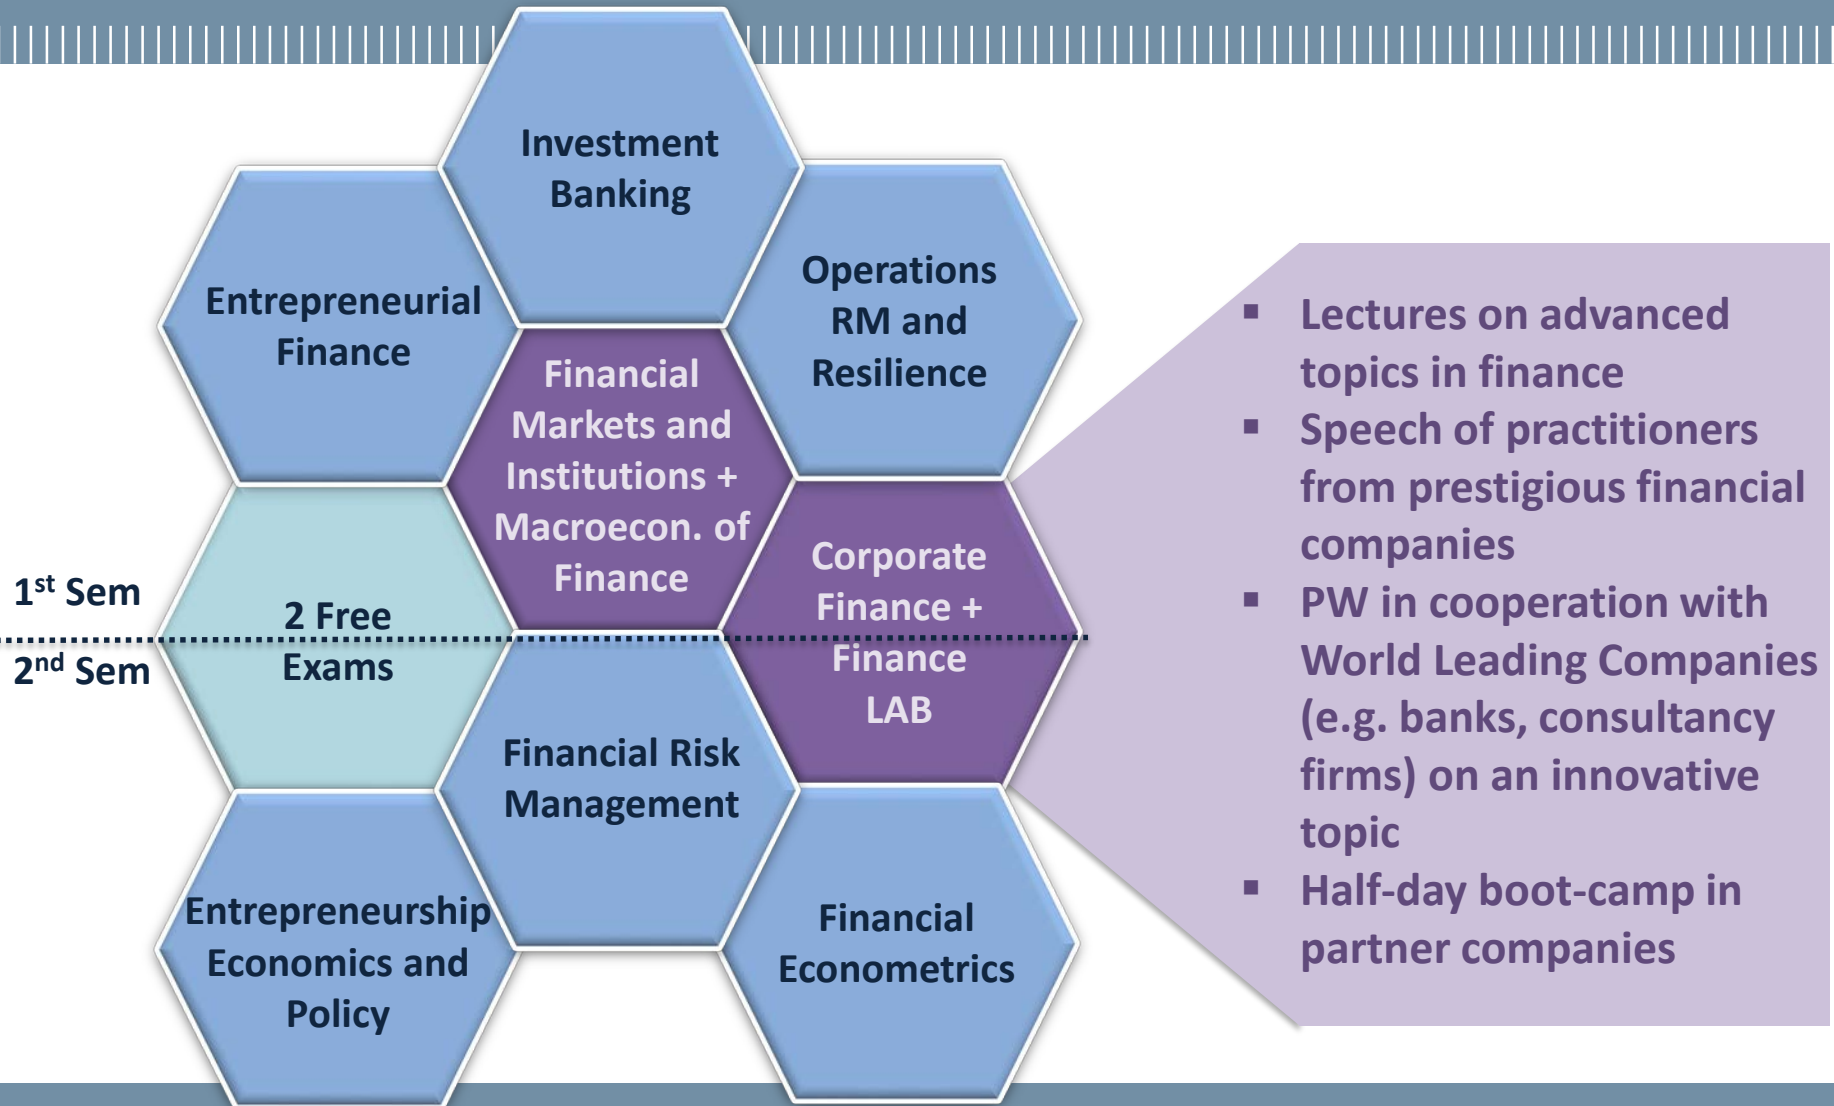 Investment
Banking
Entrepreneurial
Finance
Operations
RM and
Resilience
Financial
Markets and
Institutions +
Macroecon. of
Finance
1st Sem
2nd Sem
2 Free
Exams
Corporate
Finance +
Finance
LAB
Financial Risk
Management
Entrepreneurship
Economics and
Policy
Financial
Econometrics
▪ Lectures on advanced
topics in finance
▪ Speech of practitioners
from prestigious financial
companies
▪ PW in cooperation with
World Leading Companies
(e.g. banks, consultancy
firms) on an innovative
topic
▪ Half-day boot-camp in
partner companies